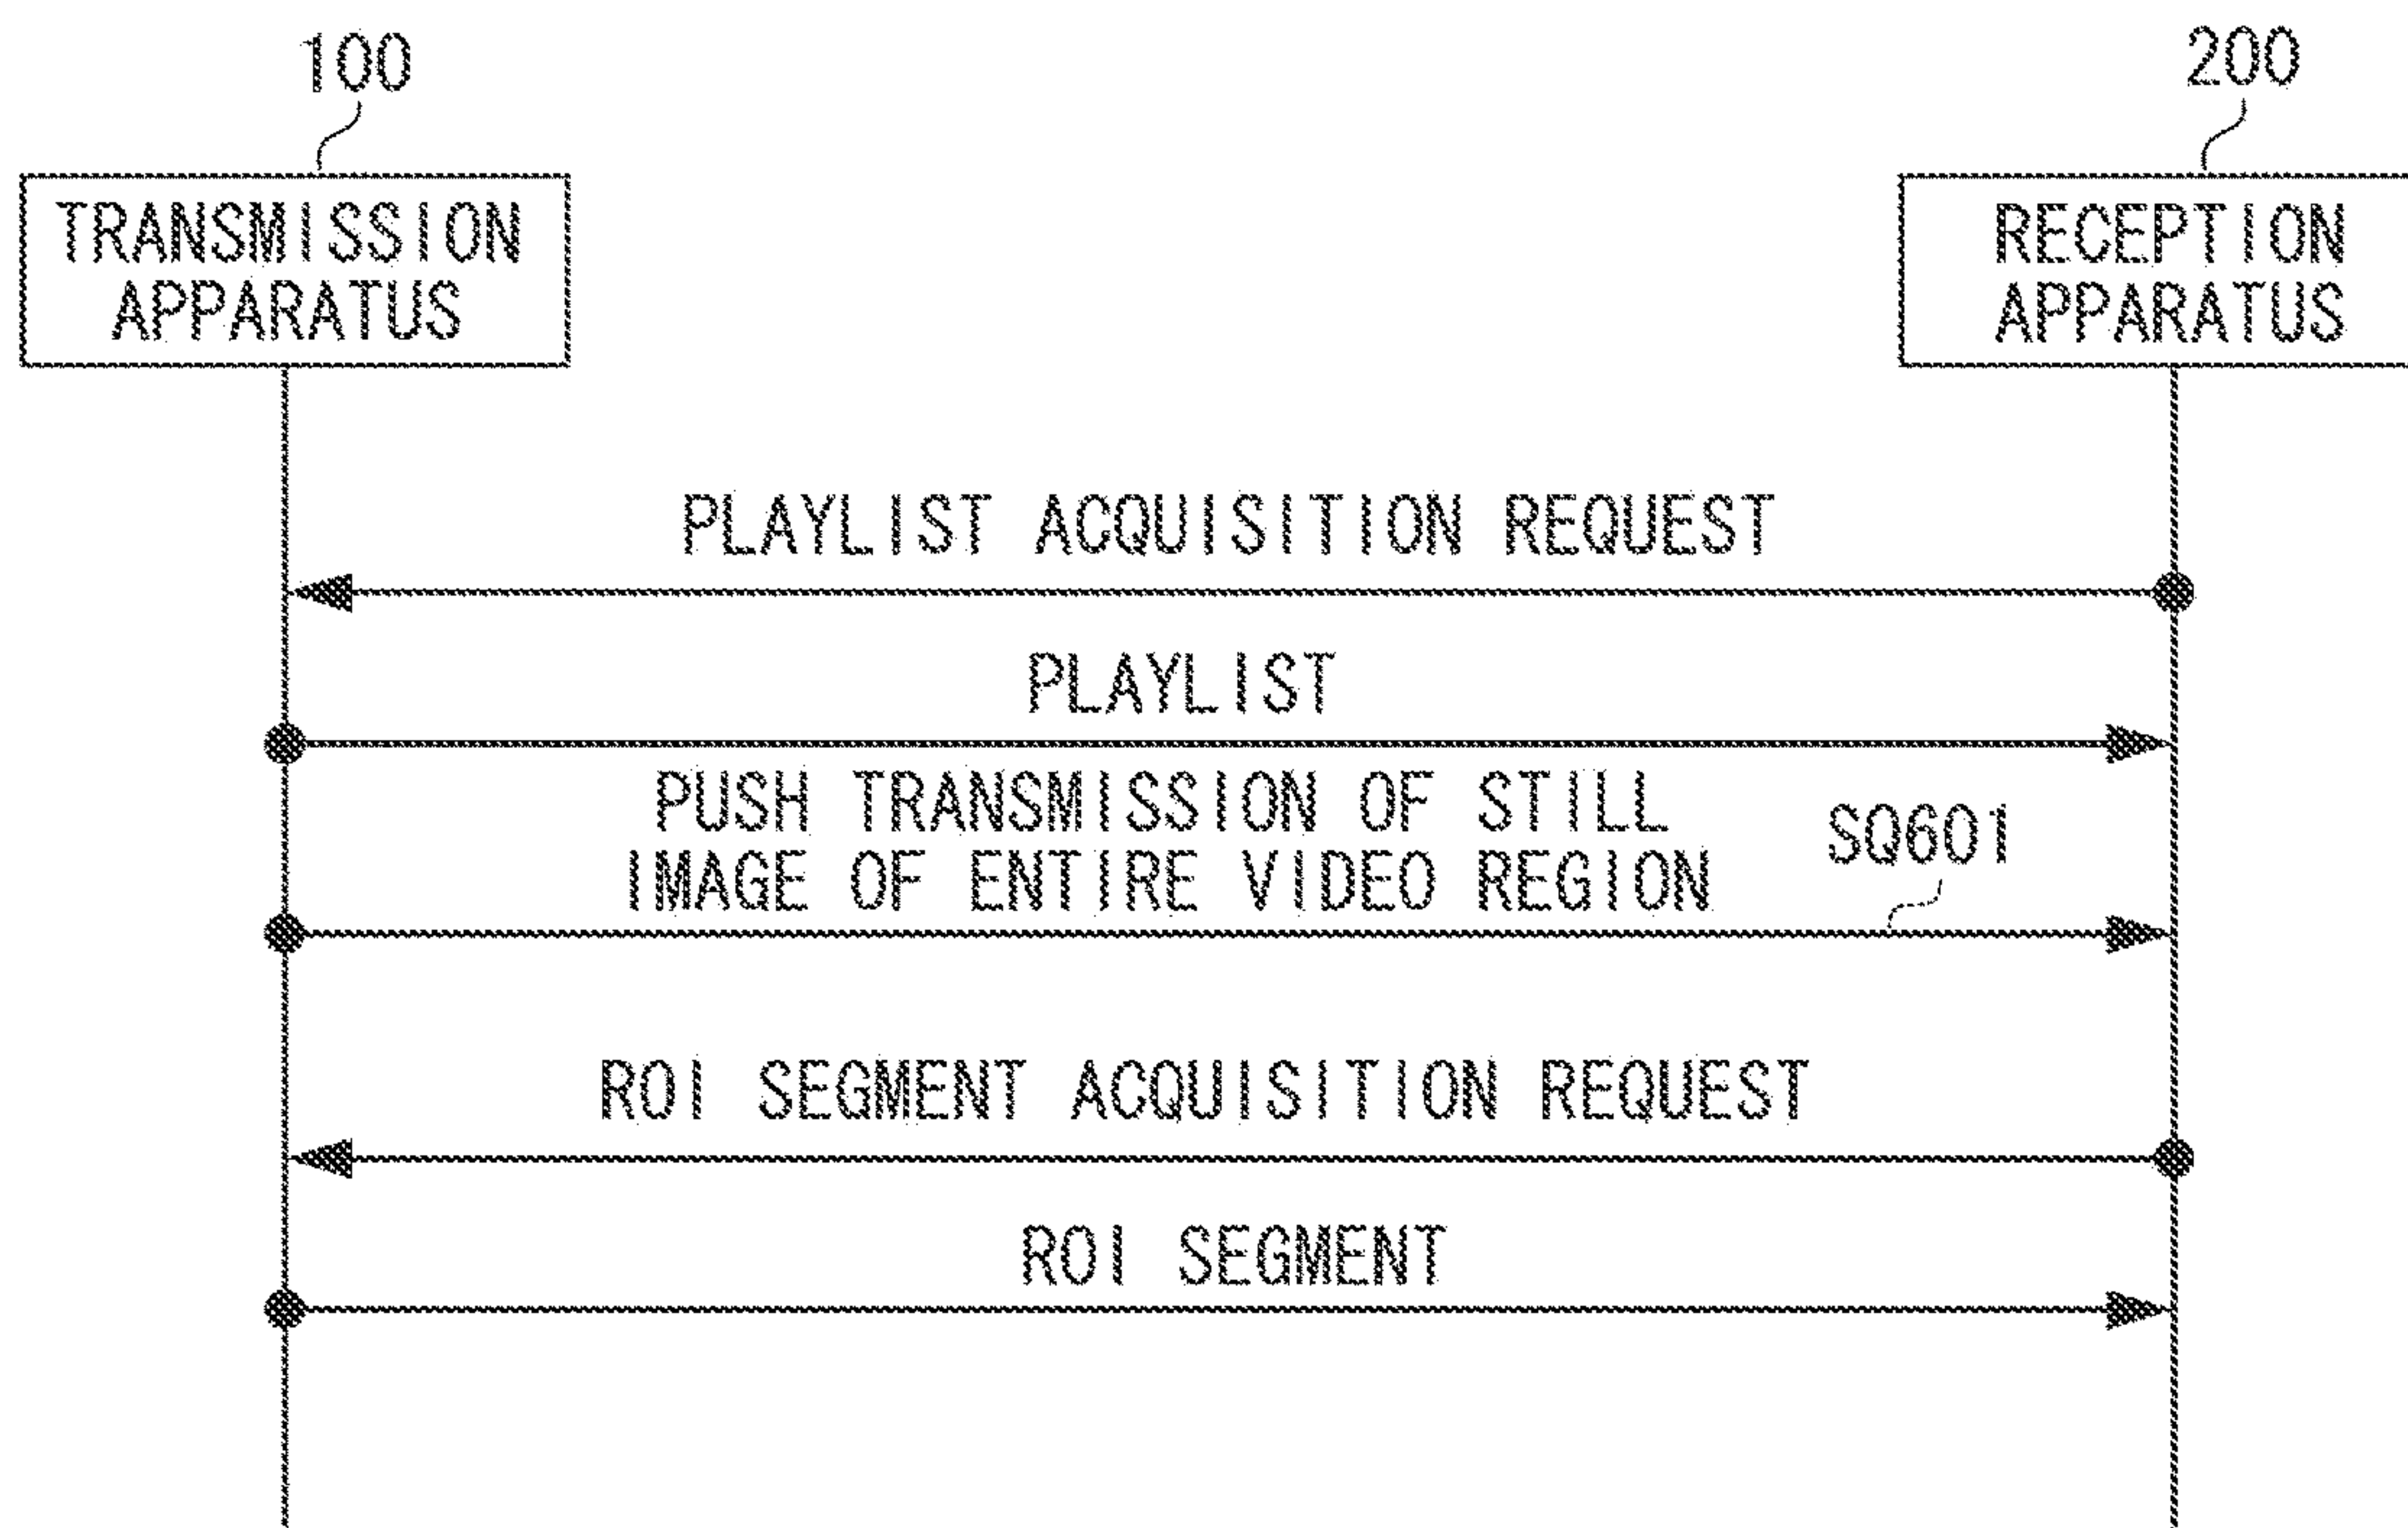 100
200
TRANSMISSION
APPARATUS
RECEPTION
APPARATUS
PLAYLIST ACQUISITION REQUEST
PLAYLIST
PUSH TRANSMISSION OF STILL
IMAGE OF ENTIRE VIDEO REGION
SQ601
ROI SEGMENT ACQUISITION REQUEST
ROI SEGMENT